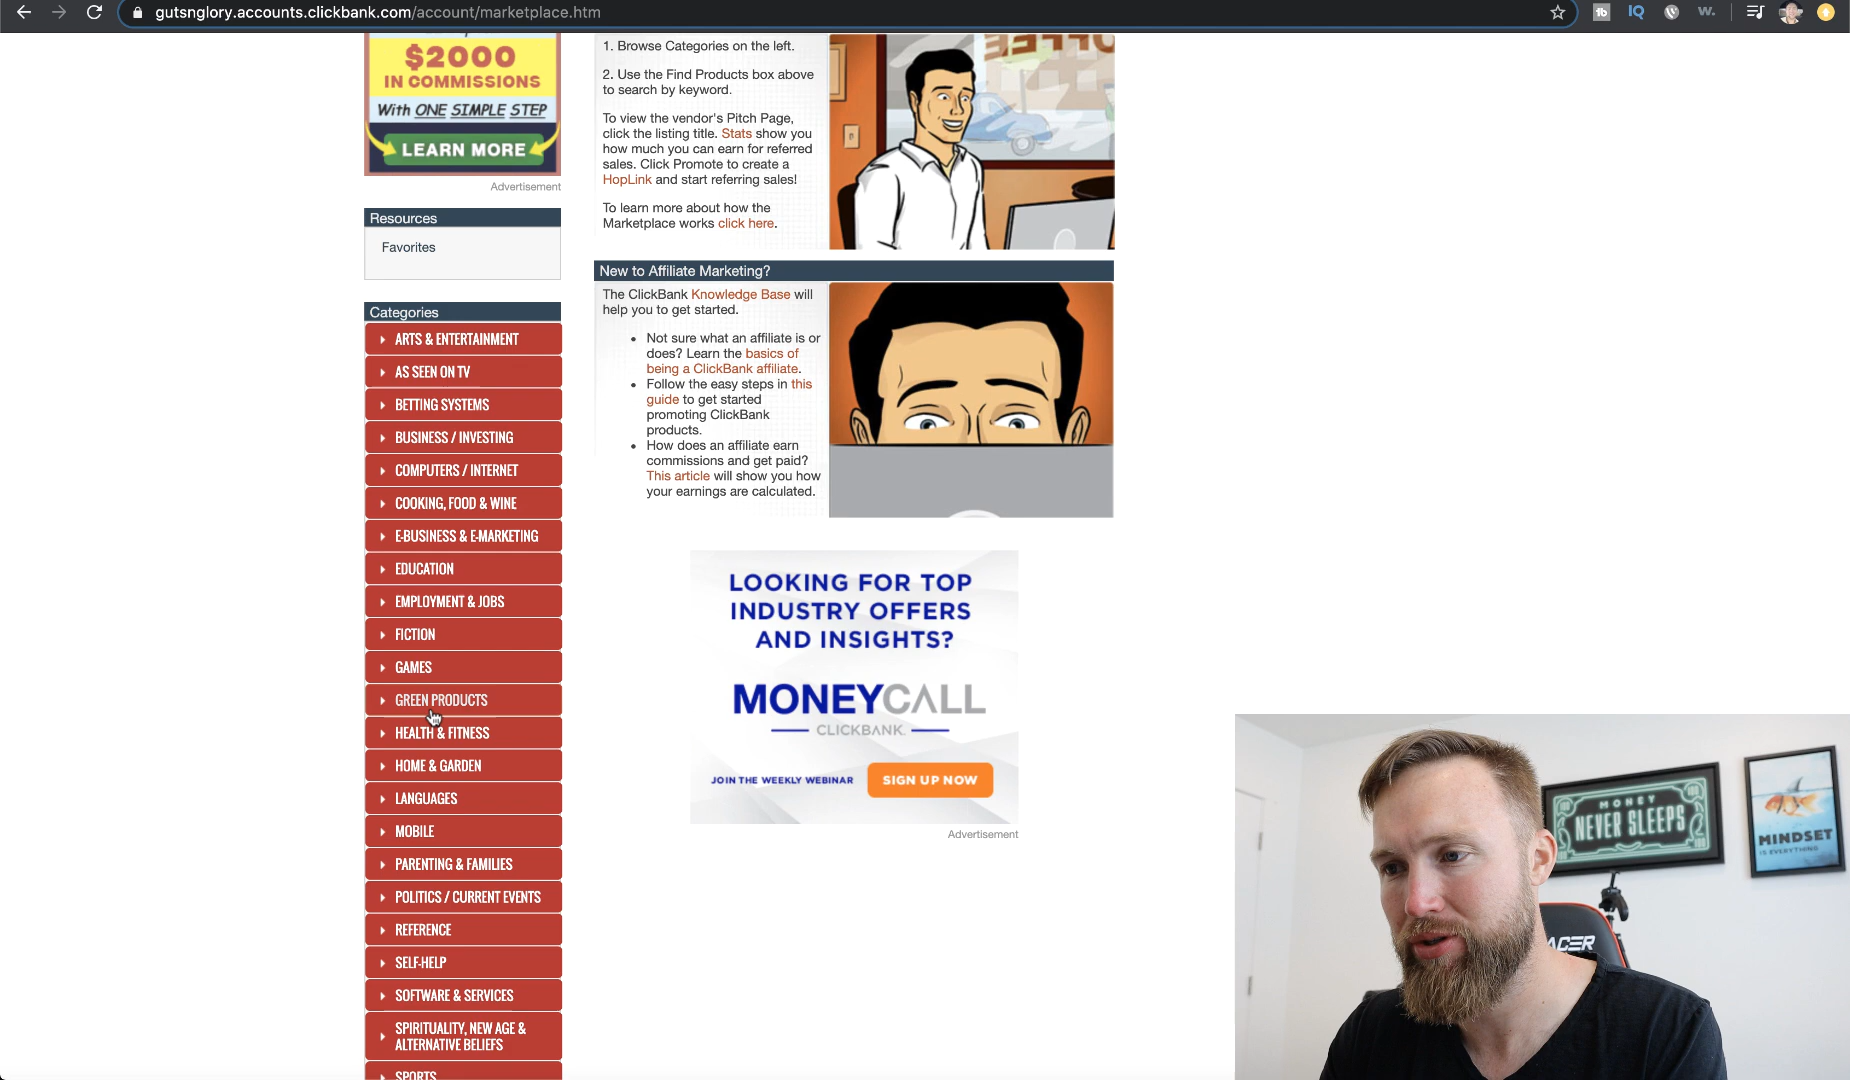 gutsnglory.accounts.clickbank.com/account/marketplace.htm
$2000
IN COMMISSIONS
With ONE SIMPLE STEP
LEARN MORE
Advertisement
Resources
Favorites
Categories
ARTS & ENTERTAINMENT
AS SEEN ON TV
BETTING SYSTEMS
BUSINESS / INVESTING
COMPUTERS / INTERNET
COOKING, FOOD & WINE
E-BUSINESS & E-MARKETING
EDUCATION
EMPLOYMENT & JOBS
FICTION
GAMES
GREEN PRODUCTS
HEALTH & FITNESS
HOME & GARDEN
LANGUAGES
MOBILE
PARENTING & FAMILIES
POLITICS / CURRENT EVENTS
REFERENCE
SELF-HELP
SOFTWARE & SERVICES
SPIRITUALITY, NEW AGE &
ALTERNATIVE BELIEFS
SPORTS
1. Browse Categories on the left.
2. Use the Find Products box above
to search by keyword.
To view the vendor's Pitch Page,
click the listing title. Stats show you
how much you can earn for referred
sales. Click Promote to create a
HopLink and start referring sales!
To learn more about how the
Marketplace works click here.
New to Affiliate Marketing?
The ClickBank Knowledge Base will
help you to get started.
• Not sure what an affiliate is or
does? Learn the basics of
being a ClickBank affiliate.
• Follow the easy steps in this
guide to get started
promoting ClickBank
products.
• How does an affiliate earn
commissions and get paid?
This article will show you how
your earnings are calculated.
LOOKING FOR TOP
INDUSTRY OFFERS
AND INSIGHTS?
MONEYCALL
CLICKBANK.
JOIN THE WEEKLY WEBINAR
SIGN UP NOW
Advertisement
MONEY
NEVER SLEEPS
MINDSET
IS EVERYTHING
ACER